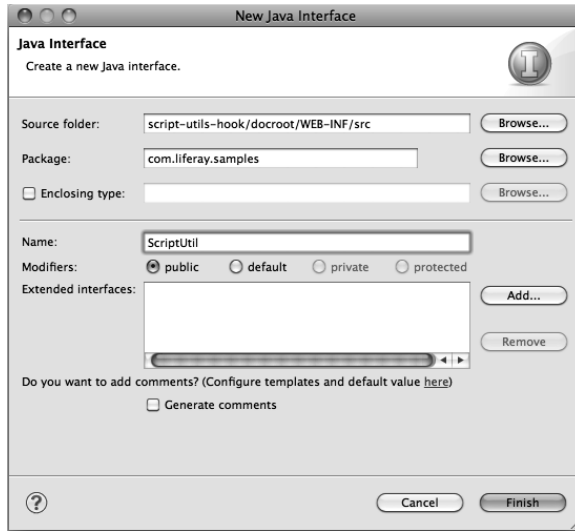 New Java Interface
Java Interface
Create a new Java interface.
I
Source folder: script-utils-hook/docroot/WEB-INF/src Browse...
Package: com.liferay.samples Browse...
Enclosing type: Browse...
Name: ScriptUtil
Modifiers: public default private protected
Extended interfaces: Add...
Remove
Do you want to add comments? (Configure templates and default value here)
Generate comments
? Cancel Finish